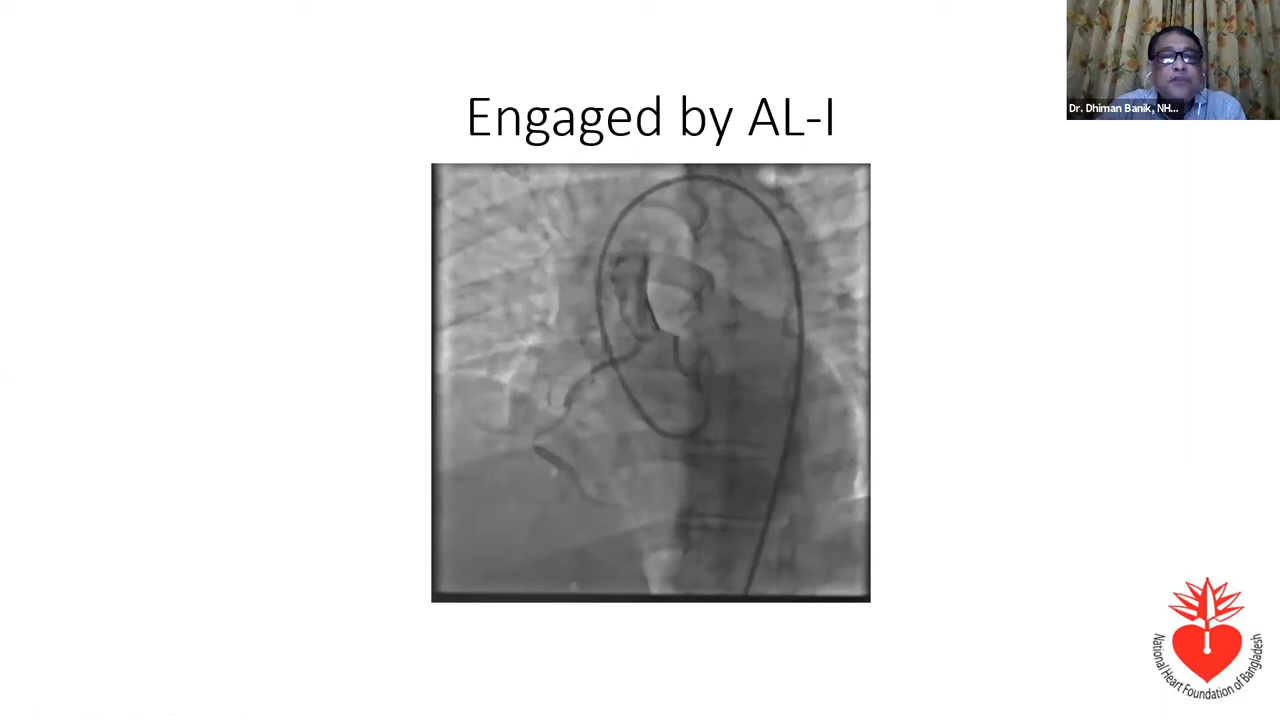 Engaged by AL-I
Dr. Dhiman Banik, NH...
National Heart Foundation of Bangladesh